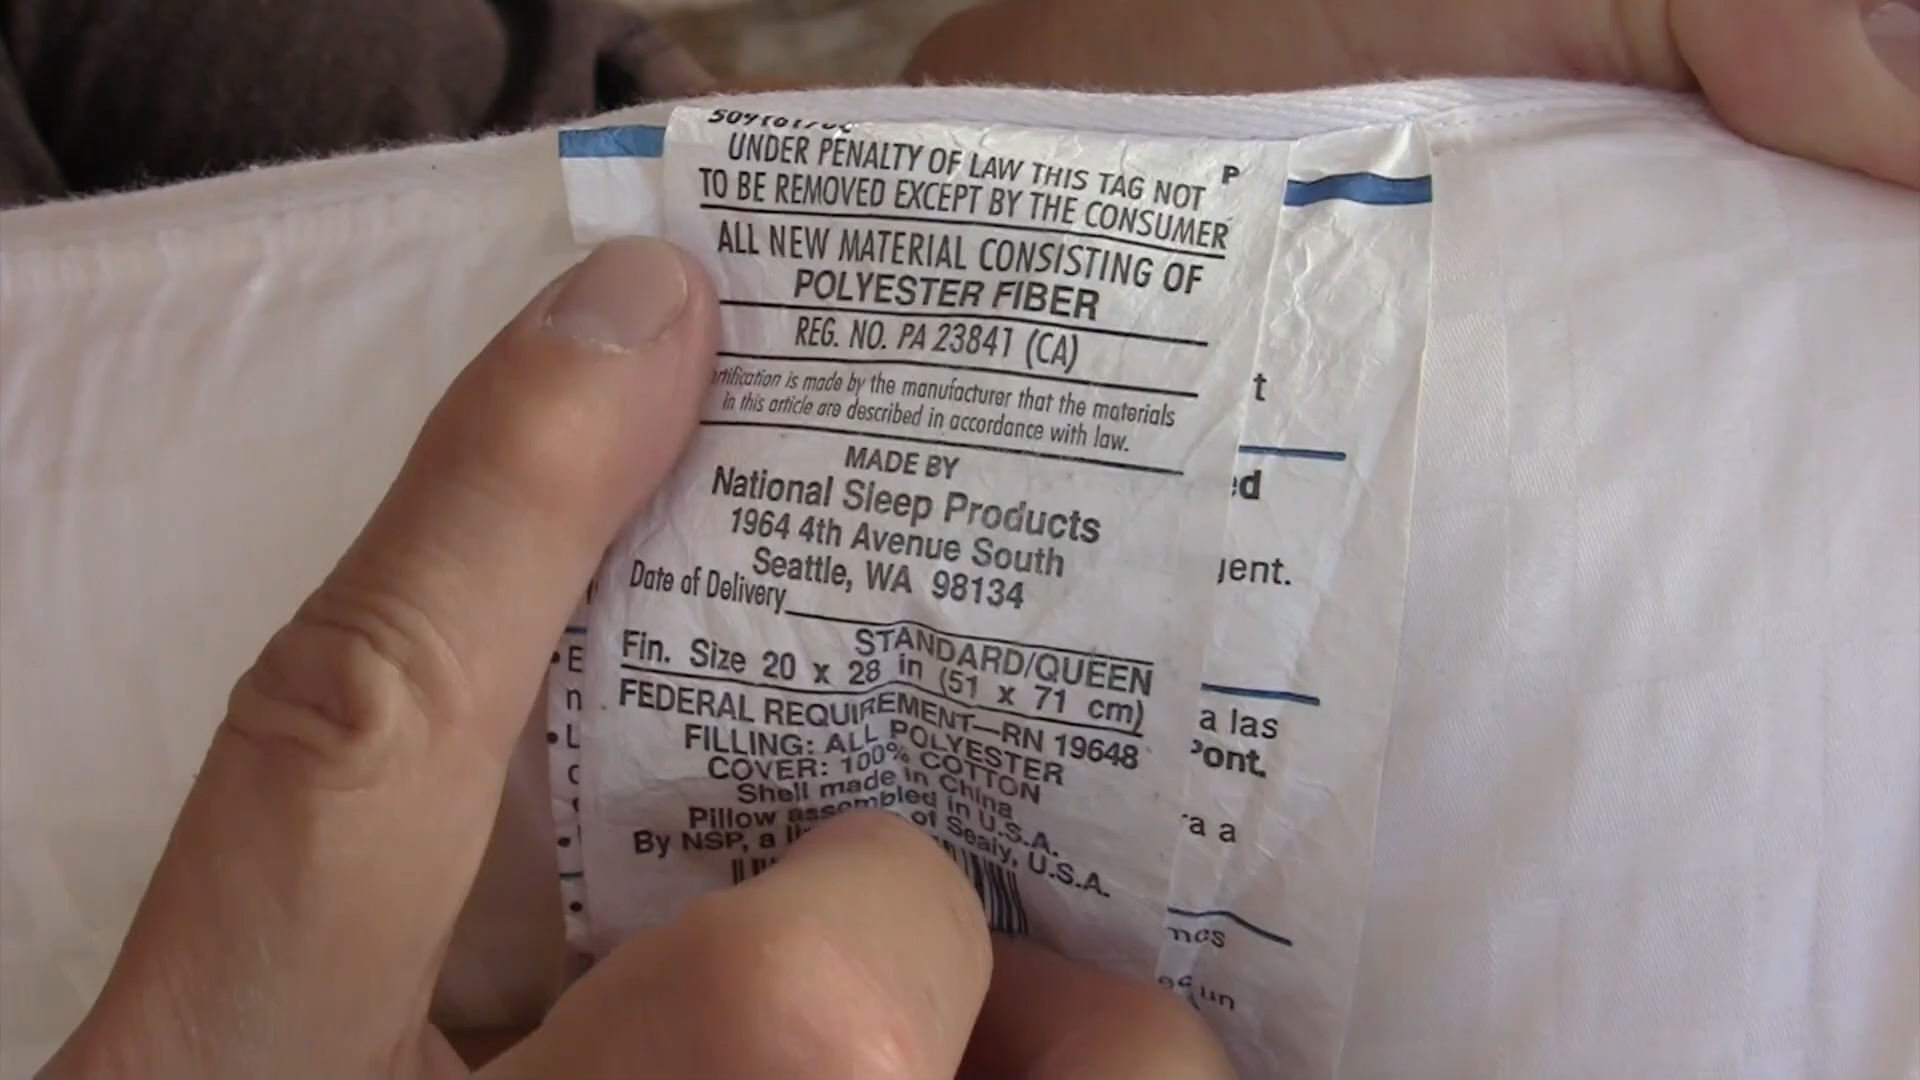 UNDER PENALTY OF LAW THIS TAG NOT
P
TO BE REMOVED EXCEPT BY THE CONSUMER
ALL NEW MATERIAL CONSISTING OF
POLYESTER FIBER
REG. NO. PA 23841 (CA)
is made by the manufacturer that the materials
in this article are described in accordance with law.
MADE BY
National Sleep Products
1964 4th Avenue South
Seattle, WA 98134
Date of Delivery
STANDARD/QUEEN
Fin. Size 20 x 28 in (51 x 71 cm)
FEDERAL REQUIREMENT—RN 19648
FILLING: ALL POLYESTER
COVER: 100% COTTON
Shell made in China
Pillow assembled in U.S.A.
By NSP, a of Sealy, U.S.A.
a las
a a
un